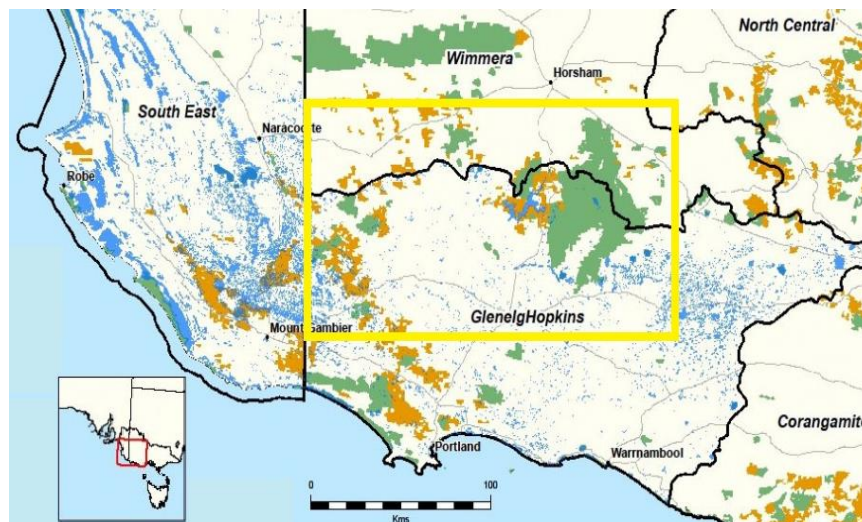 North Central
Wimmera
Horsham
South East
Naracoorte
Robe
GlenelgHopkins
Mount Gambier
Corangamite
Portland
Warrnambool
0
100
Kms